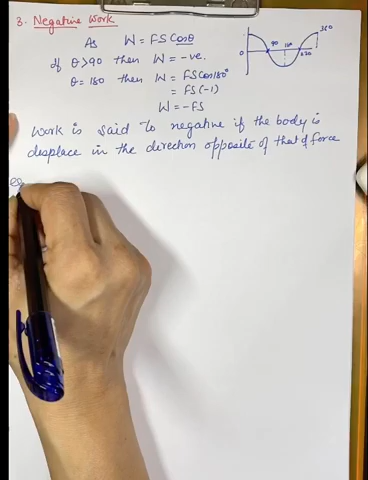 3. Negative Work
As W = FS Cosθ
If θ>90 then W = -ve.
θ = 180 then W = FS Cos180°
= FS(-1)
W = -FS
0 90 180 270 360
Work is said to negative if the body is
displace in the direction opposite of that of force
eg